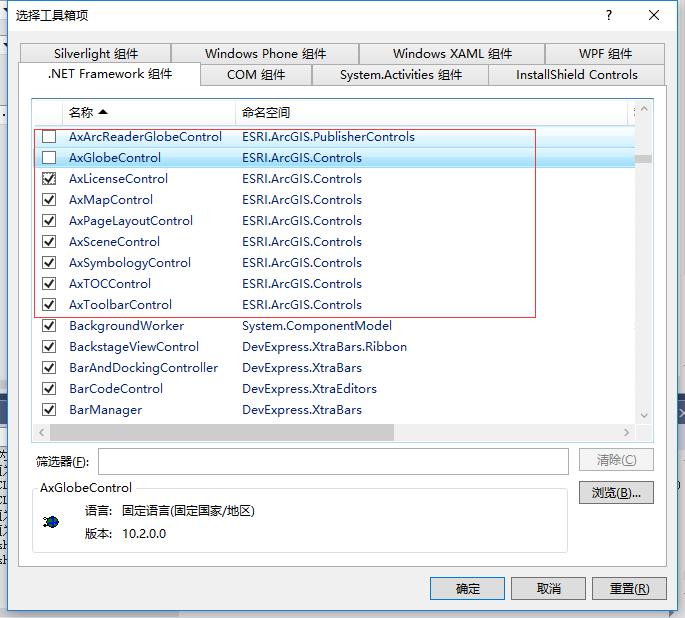 选择工具箱项
Silverlight 组件 Windows Phone 组件 Windows XAML 组件 WPF 组件
.NET Framework 组件 COM 组件 System.Activities 组件 InstallShield Controls
名称 命名空间
AxArcReaderGlobeControl ESRI.ArcGIS.PublisherControls
AxGlobeControl ESRI.ArcGIS.Controls
AxLicenseControl ESRI.ArcGIS.Controls
AxMapControl ESRI.ArcGIS.Controls
AxPageLayoutControl ESRI.ArcGIS.Controls
AxSceneControl ESRI.ArcGIS.Controls
AxSymbologyControl ESRI.ArcGIS.Controls
AxTOCControl ESRI.ArcGIS.Controls
AxToolbarControl ESRI.ArcGIS.Controls
BackgroundWorker System.ComponentModel
BackstageViewControl DevExpress.XtraBars.Ribbon
BarAndDockingController DevExpress.XtraBars
BarCodeControl DevExpress.XtraEditors
BarManager DevExpress.XtraBars
筛选器(F): 清除(C)
AxGlobeControl 浏览(B)...
语言: 固定语言(固定国家/地区)
版本: 10.2.0.0
确定 取消 重置(R)